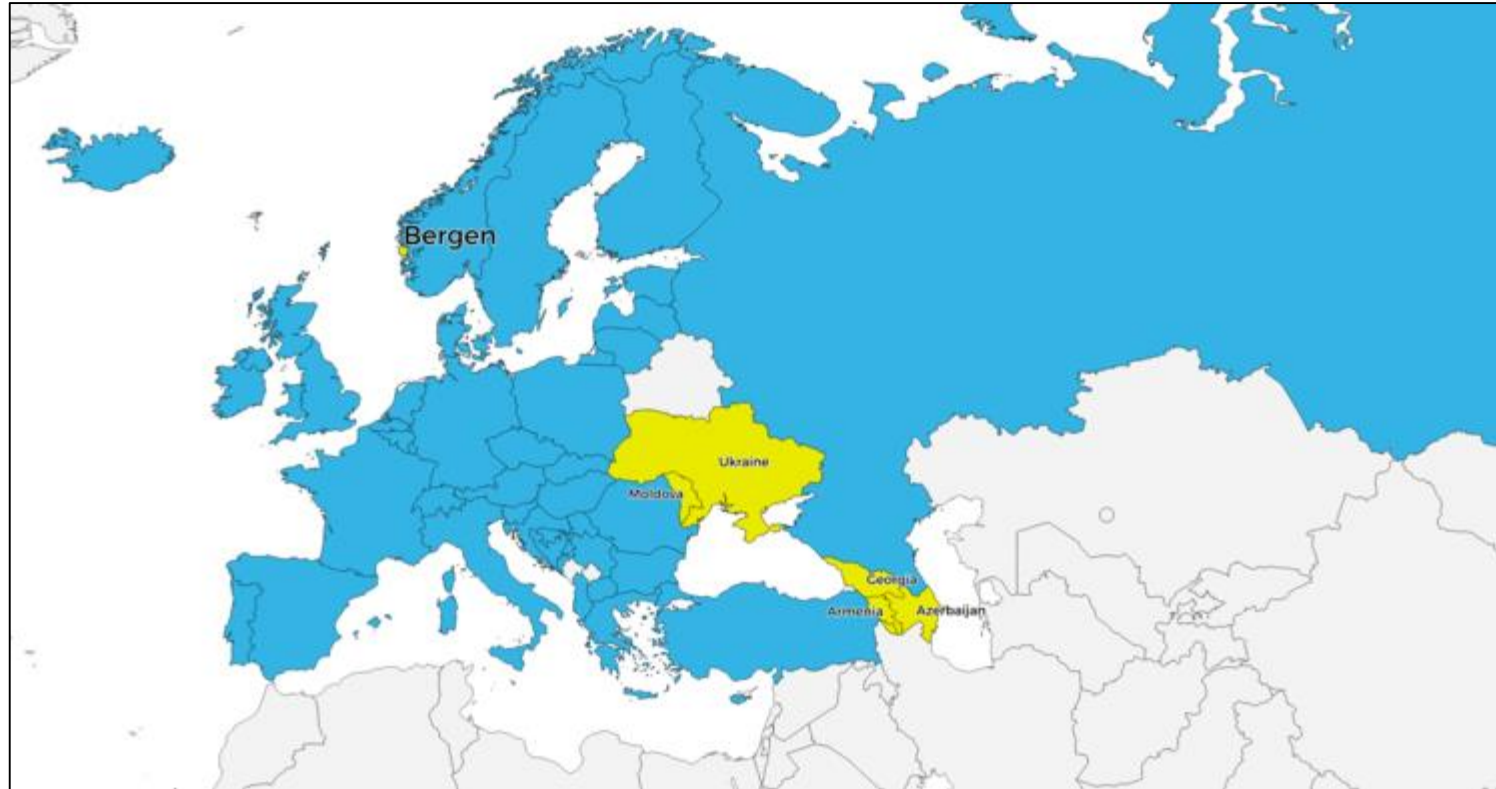 Bergen
Ukraine
Moldova
Georgia
Armenia
Azerbaijan